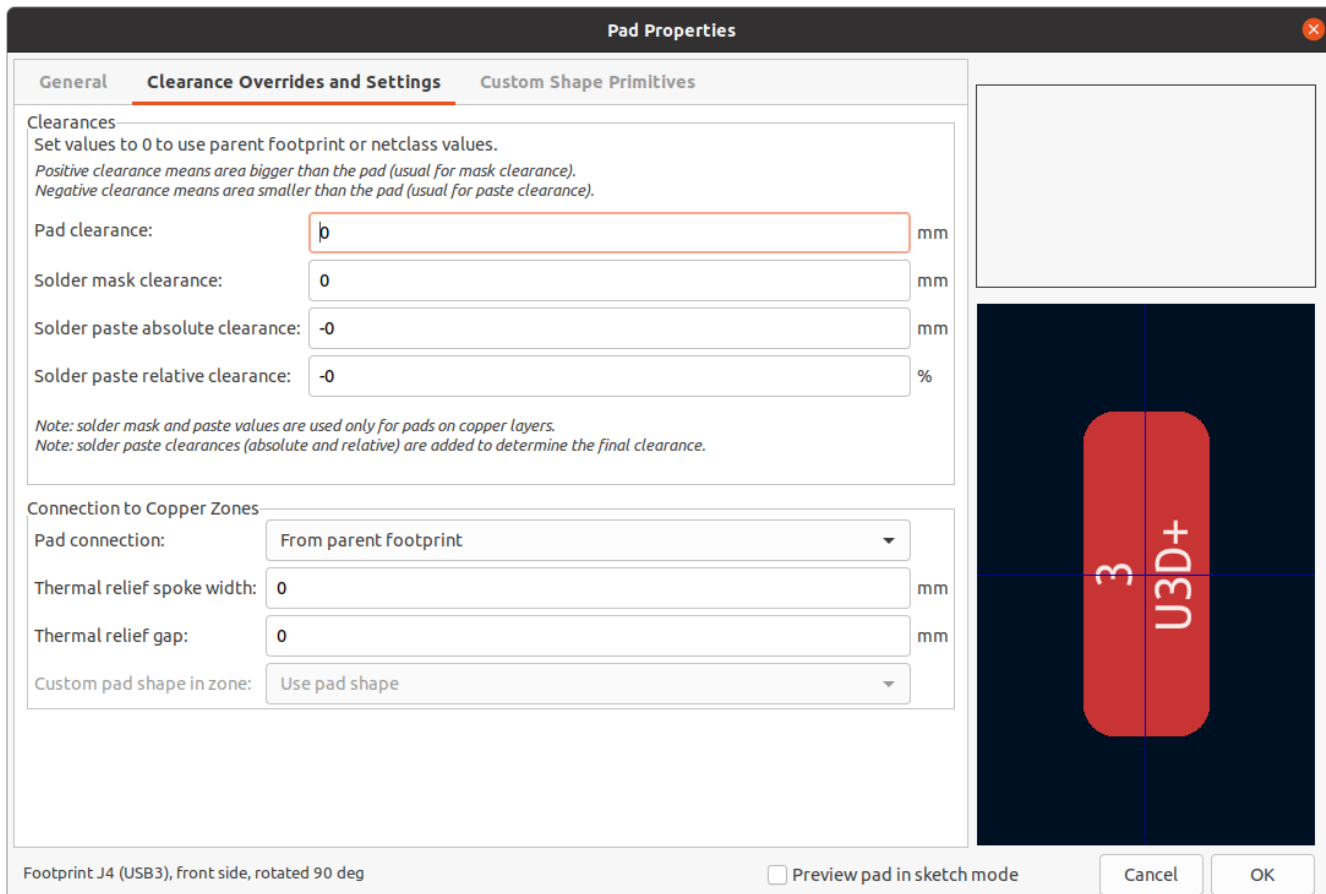 Pad Properties
General Clearance Overrides and Settings Custom Shape Primitives
Clearances
Set values to 0 to use parent footprint or netclass values.
Positive clearance means area bigger than the pad (usual for mask clearance).
Negative clearance means area smaller than the pad (usual for paste clearance).
Pad clearance: 0 mm
Solder mask clearance: 0 mm
Solder paste absolute clearance: -0 mm
Solder paste relative clearance: -0 %
Note: solder mask and paste values are used only for pads on copper layers.
Note: solder paste clearances (absolute and relative) are added to determine the final clearance.
Connection to Copper Zones
Pad connection: From parent footprint
Thermal relief spoke width: 0 mm
Thermal relief gap: 0 mm
Custom pad shape in zone: Use pad shape
3
U3D+
Footprint J4 (USB3), front side, rotated 90 deg
Preview pad in sketch mode
Cancel OK